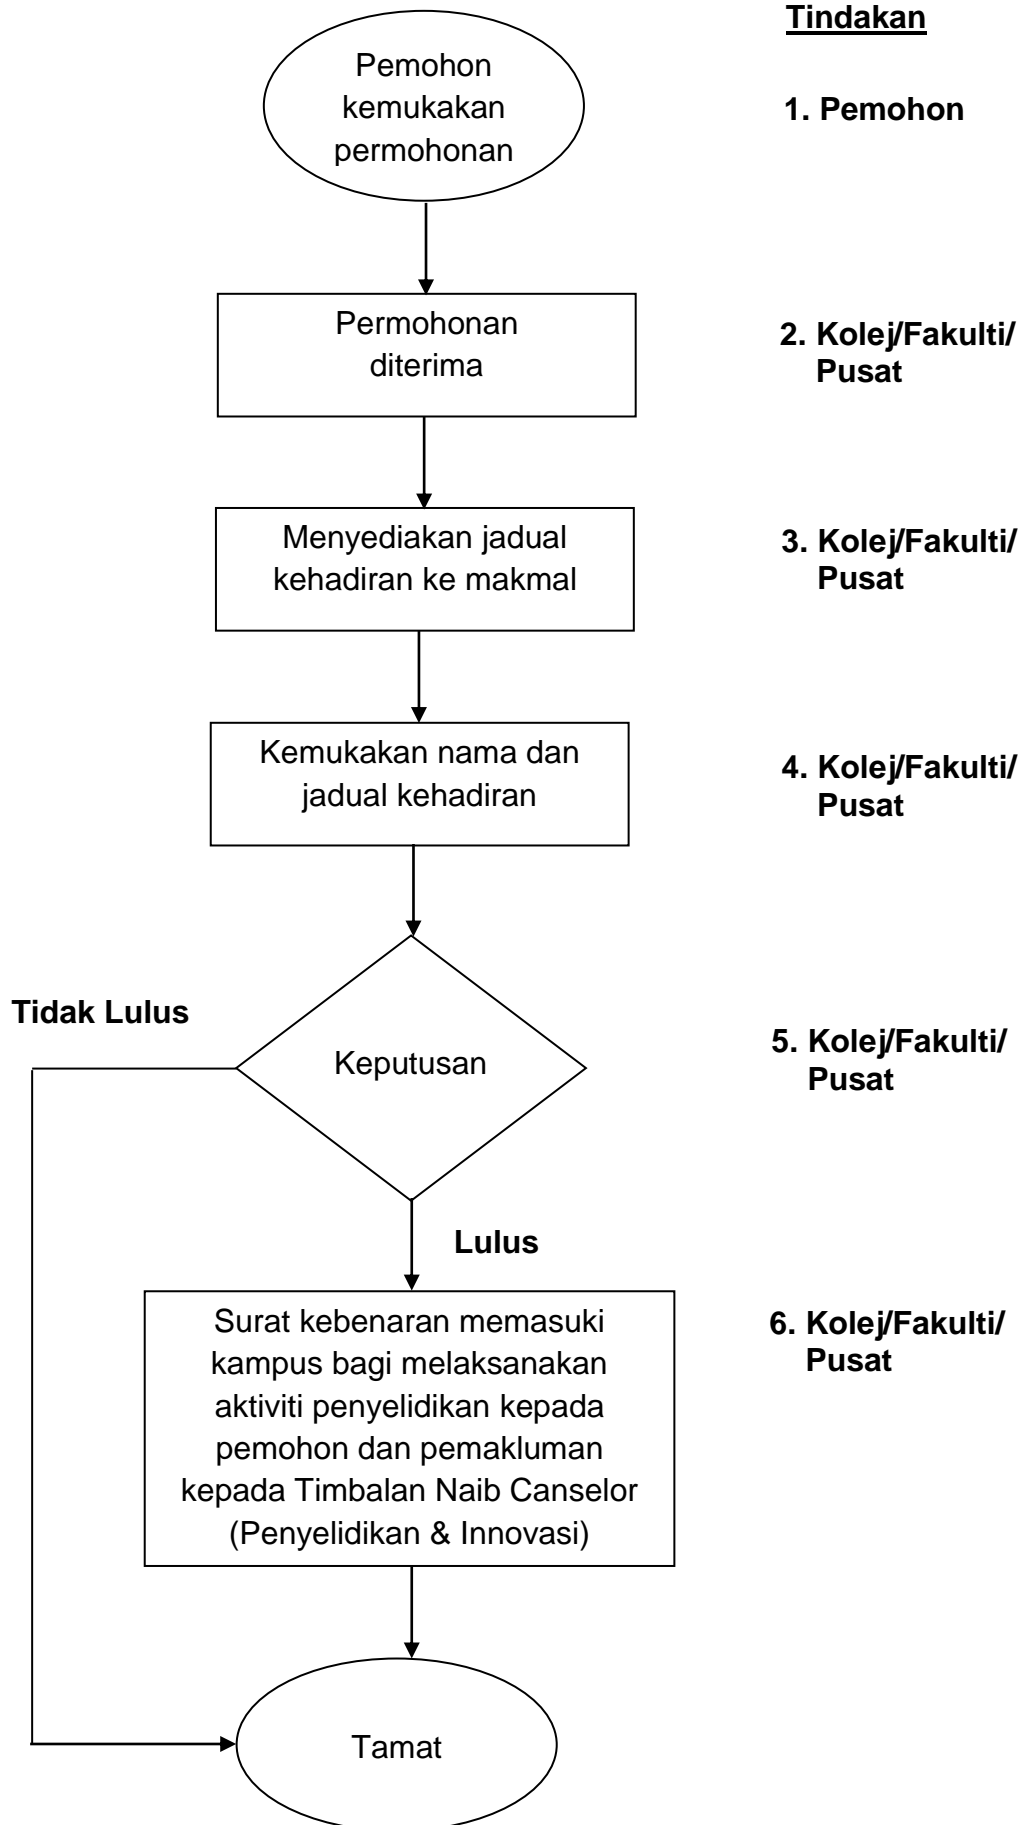 Tindakan
Pemohon
kemukakan
permohonan
1. Pemohon
Permohonan
diterima
2. Kolej/Fakulti/
Pusat
Menyediakan jadual
kehadiran ke makmal
3. Kolej/Fakulti/
Pusat
Kemukakan nama dan
jadual kehadiran
4. Kolej/Fakulti/
Pusat
Tidak Lulus
Keputusan
5. Kolej/Fakulti/
Pusat
Lulus
Surat kebenaran memasuki
kampus bagi melaksanakan
aktiviti penyelidikan kepada
pemohon dan pemakluman
kepada Timbalan Naib Canselor
(Penyelidikan & Innovasi)
6. Kolej/Fakulti/
Pusat
Tamat